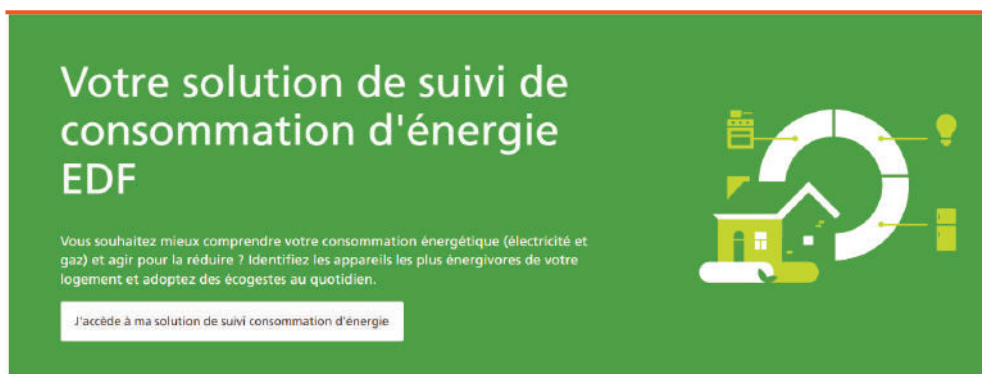 Votre solution de suivi de
consommation d'énergie
EDF
Vous souhaitez mieux comprendre votre consommation énergétique (électricité et
gaz) et agir pour la réduire ? Identifiez les appareils les plus énergivores de votre
logement et adoptez des écogestes au quotidien.
J'accède à ma solution de suivi consommation d'énergie